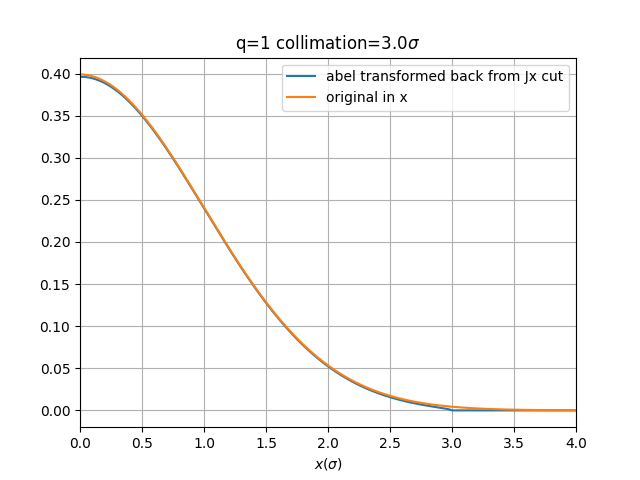 q=1 collimation=3.0σ
abel transformed back from Jx cut
original in x
0.40
0.35
0.30
0.25
0.20
0.15
0.10
0.05
0.00
0.0 0.5 1.0 1.5 2.0 2.5 3.0 3.5 4.0
x(σ)